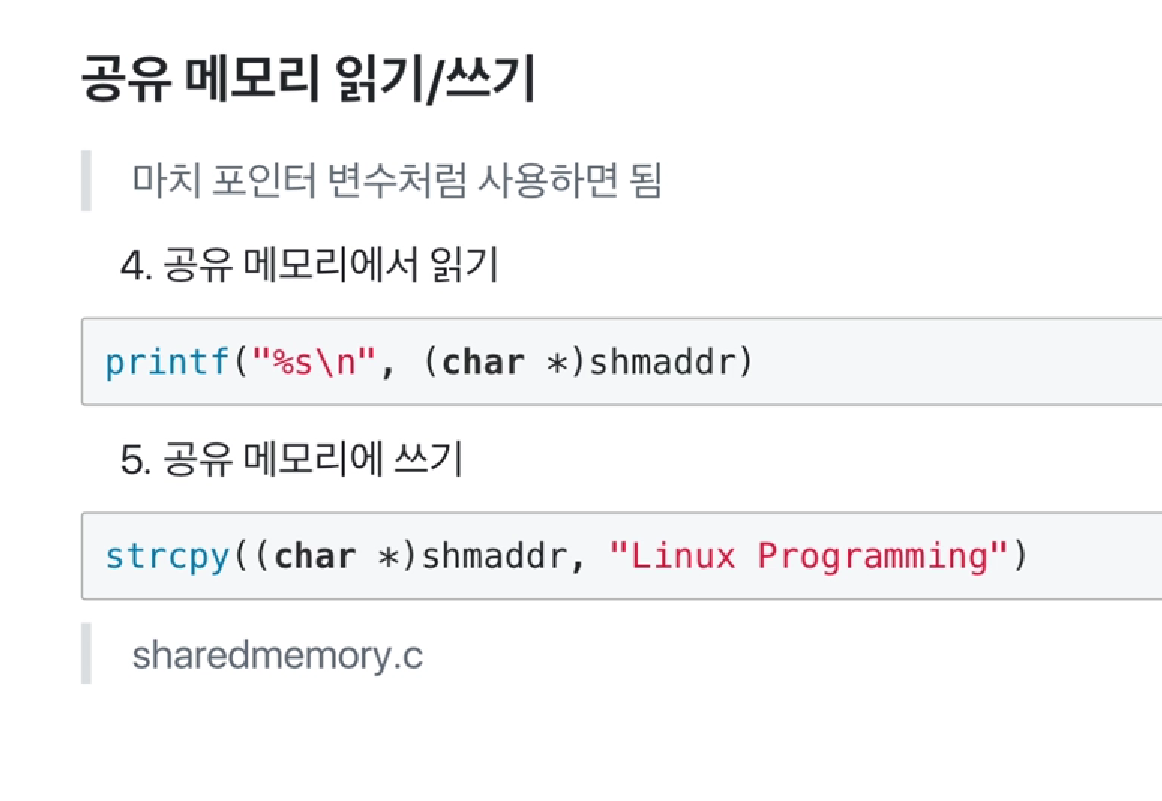 공유 메모리 읽기/쓰기
마치 포인터 변수처럼 사용하면 됨
4. 공유 메모리에서 읽기
printf("%s\n", (char *)shmaddr)
5. 공유 메모리에 쓰기
strcpy((char *)shmaddr, "Linux Programming")
sharedmemory.c